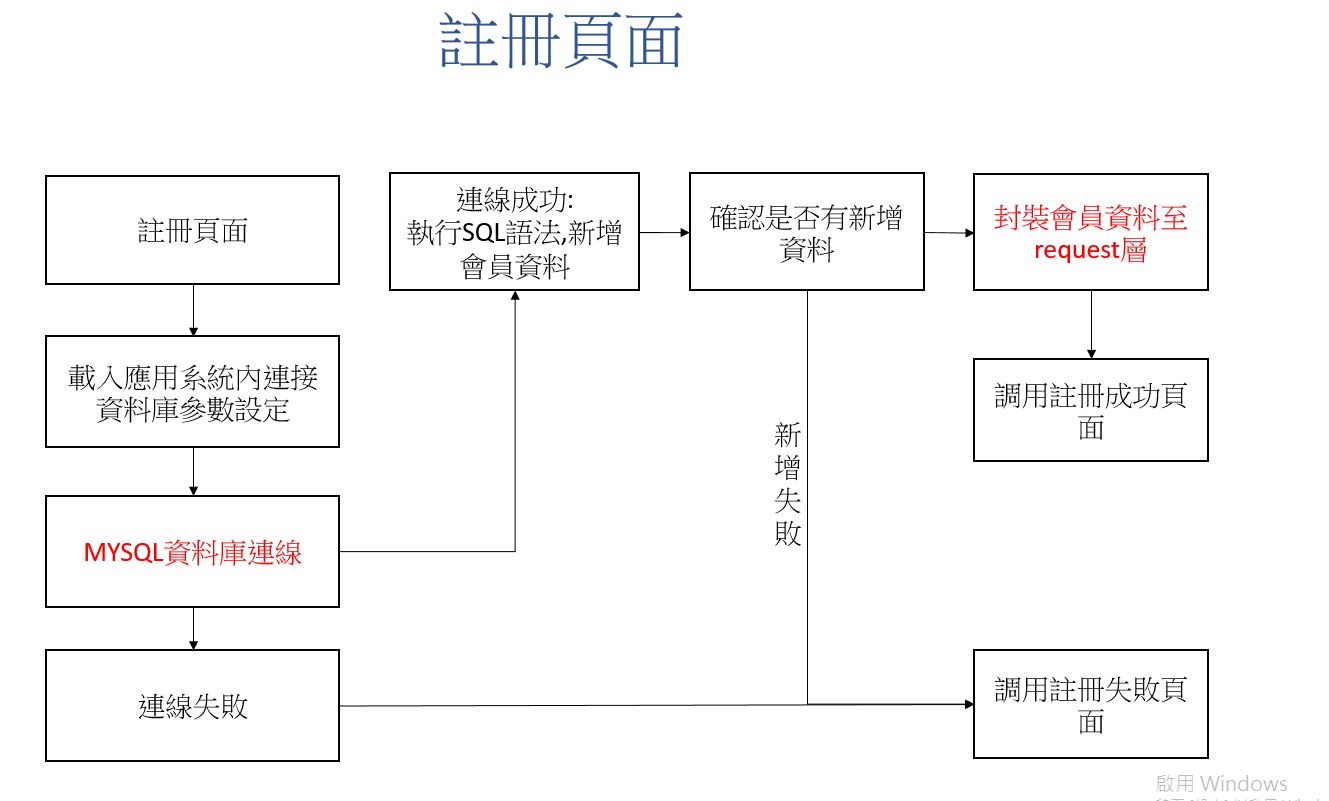 註冊頁面
註冊頁面
載入應用系統內連接
資料庫參數設定
MYSQL資料庫連線
連線失敗
連線成功:
執行SQL語法,新增
會員資料
確認是否有新增
資料
新
增
失
敗
封裝會員資料至
request層
調用註冊成功頁
面
調用註冊失敗頁
面
啟用 Windows